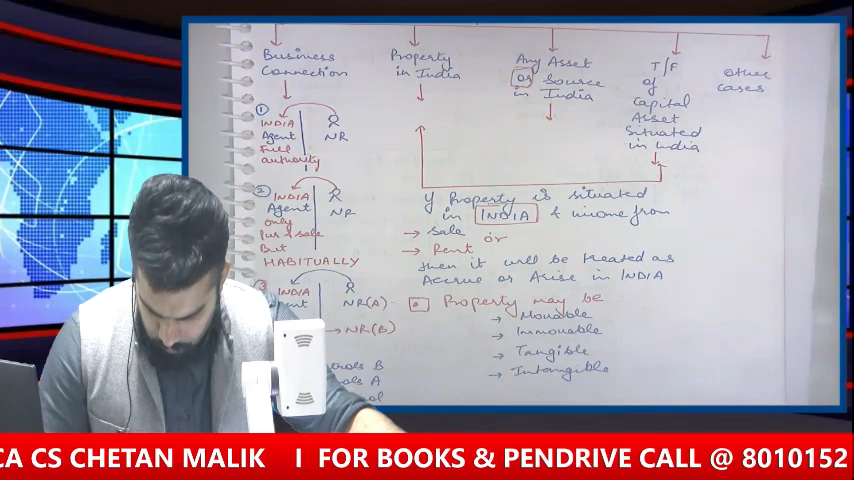 Business
Connection
Property
in India
Any Asset
or Source
in India
T/F
of
Capital
Asset
Situated
in India
Other
cases
①
INDIA
Agent
Full
authority
NR
②
INDIA
Agent
only
Pur & sale
But
HABITUALLY
NR
③
INDIA
NR(A)
→ NR(B)
B
A
If Property is situated
in INDIA & income from
→ Sale
or
→ Rent
then it will be treated as
Accrue or Arise in INDIA
Property may be
→ Movable
→ Immovable
→ Tangible
→ Intangible
CA CS CHETAN MALIK I FOR BOOKS & PENDRIVE CALL @ 8010152